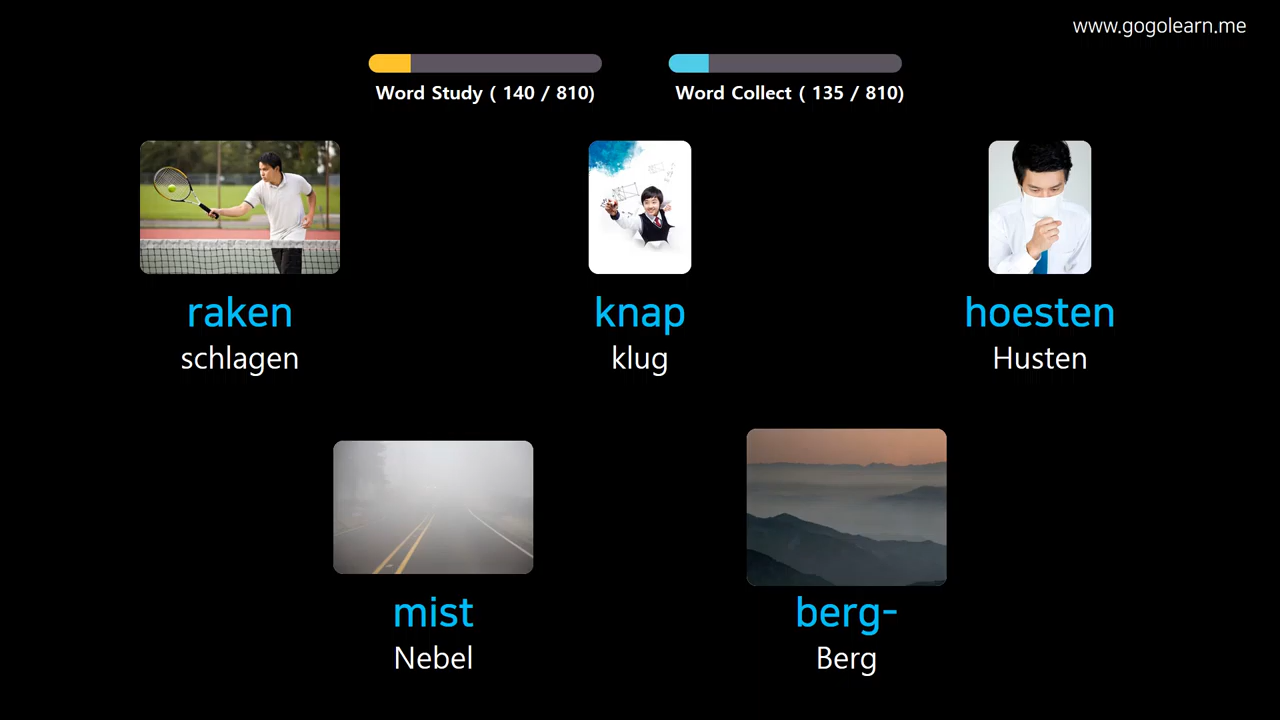 www.gogolearn.me
Word Study ( 140 / 810)
Word Collect ( 135 / 810)
raken
schlagen
knap
klug
hoesten
Husten
mist
Nebel
berg-
Berg